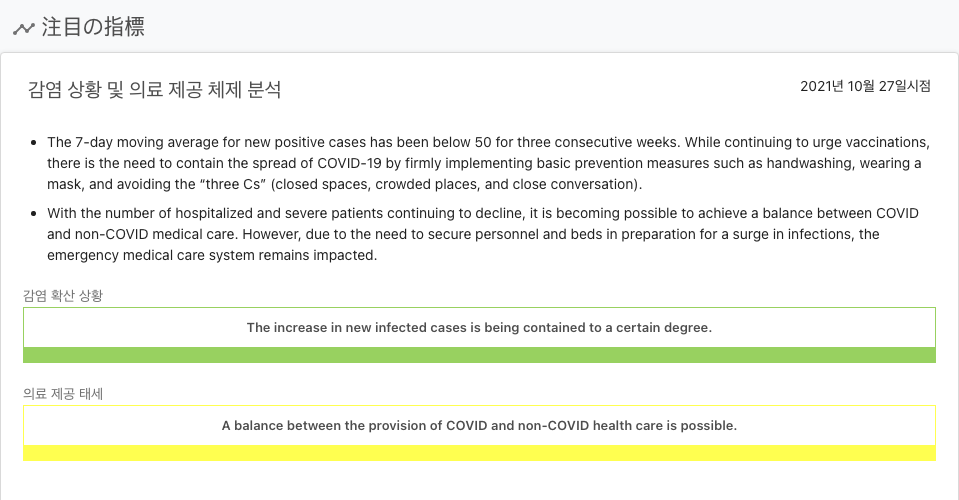 注目の指標
감염 상황 및 의료 제공 체제 분석
2021년 10월 27일시점
The 7-day moving average for new positive cases has been below 50 for three consecutive weeks. While continuing to urge vaccinations,
there is the need to contain the spread of COVID-19 by firmly implementing basic prevention measures such as handwashing, wearing a
mask, and avoiding the “three Cs” (closed spaces, crowded places, and close conversation).
With the number of hospitalized and severe patients continuing to decline, it is becoming possible to achieve a balance between COVID
and non-COVID medical care. However, due to the need to secure personnel and beds in preparation for a surge in infections, the
emergency medical care system remains impacted.
감염 확산 상황
The increase in new infected cases is being contained to a certain degree.
의료 제공 태세
A balance between the provision of COVID and non-COVID health care is possible.